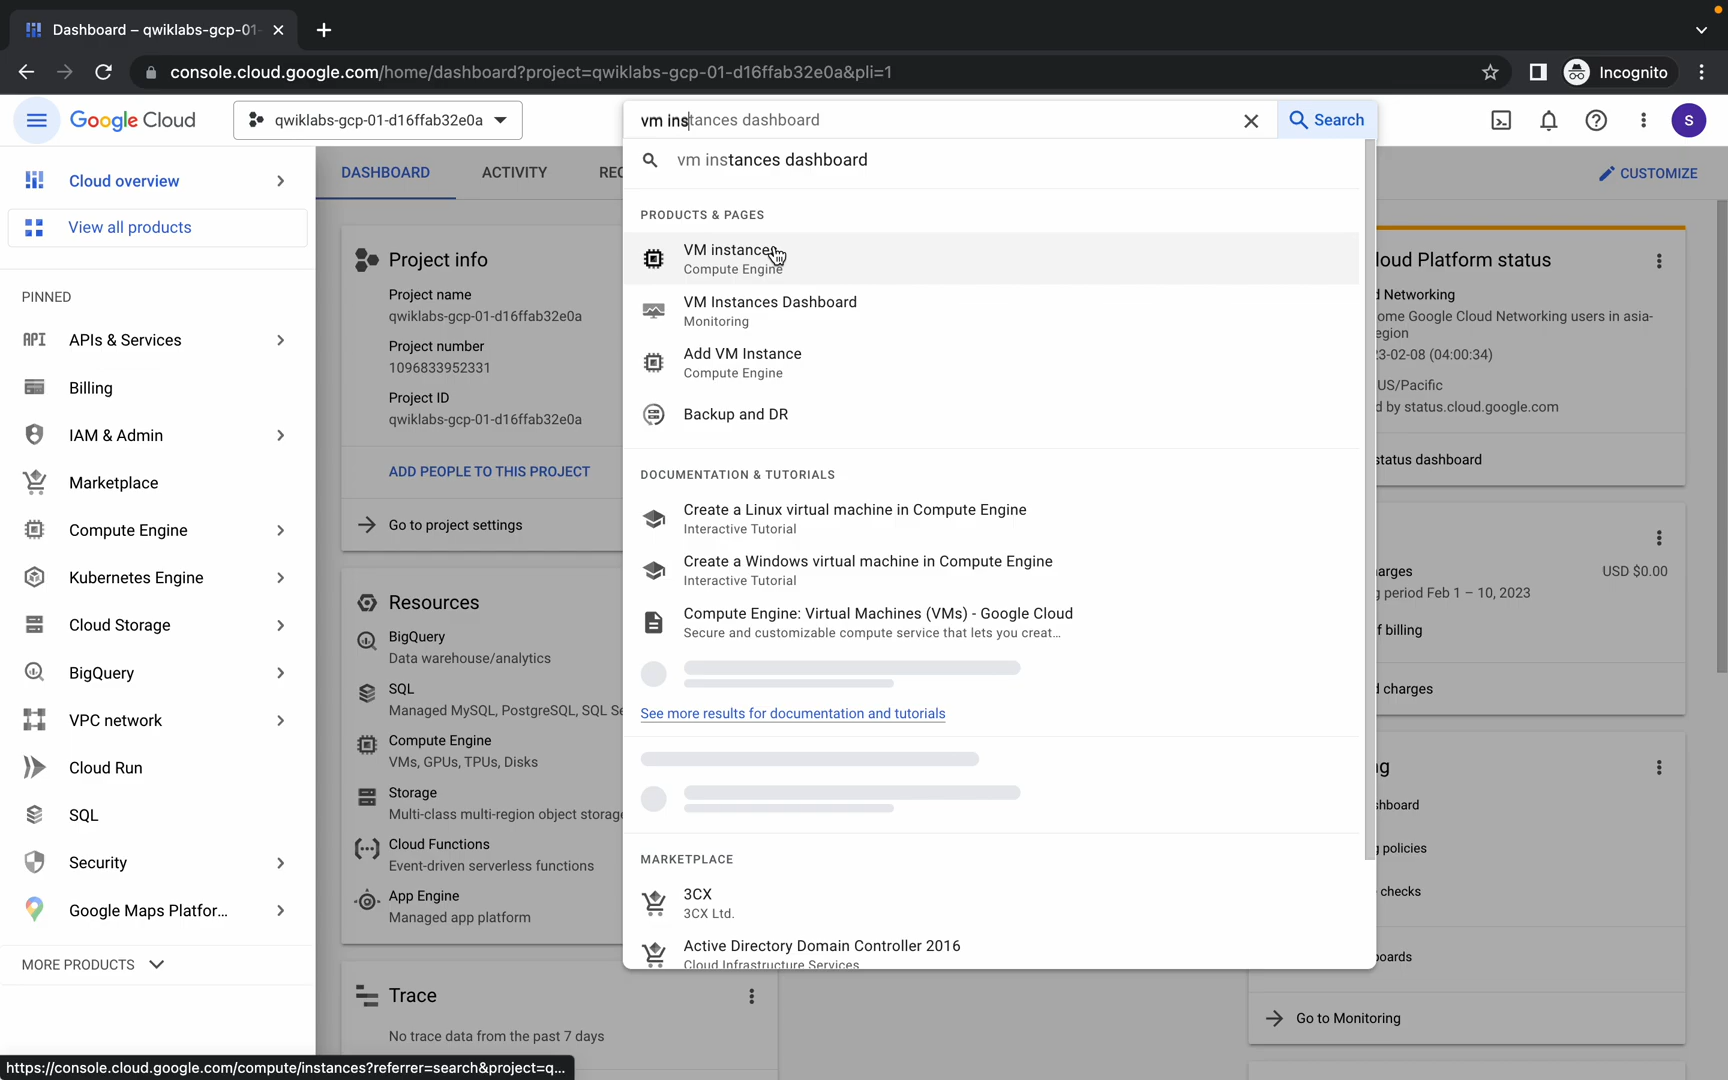 Dashboard – qwiklabs-gcp-01-
console.cloud.google.com/home/dashboard?project=qwiklabs-gcp-01-d16ffab32e0a&pli=1
Incognito
Google Cloud
qwiklabs-gcp-01-d16ffab32e0a
vm instances dashboard
Search
S
Cloud overview
View all products
PINNED
API APIs & Services
Billing
IAM & Admin
Marketplace
Compute Engine
Kubernetes Engine
Cloud Storage
BigQuery
VPC network
Cloud Run
SQL
Security
Google Maps Platfor...
MORE PRODUCTS
DASHBOARD
ACTIVITY
REC
CUSTOMIZE
Project info
Project name
qwiklabs-gcp-01-d16ffab32e0a
Project number
1096833952331
Project ID
qwiklabs-gcp-01-d16ffab32e0a
ADD PEOPLE TO THIS PROJECT
Go to project settings
Resources
BigQuery
Data warehouse/analytics
SQL
Managed MySQL, PostgreSQL, SQL Se
Compute Engine
VMs, GPUs, TPUs, Disks
Storage
Multi-class multi-region object storage
Cloud Functions
Event-driven serverless functions
App Engine
Managed app platform
Trace
No trace data from the past 7 days
vm instances dashboard
PRODUCTS & PAGES
VM instances
Compute Engine
VM Instances Dashboard
Monitoring
Add VM Instance
Compute Engine
Backup and DR
DOCUMENTATION & TUTORIALS
Create a Linux virtual machine in Compute Engine
Interactive Tutorial
Create a Windows virtual machine in Compute Engine
Interactive Tutorial
Compute Engine: Virtual Machines (VMs) - Google Cloud
Secure and customizable compute service that lets you creat...
See more results for documentation and tutorials
MARKETPLACE
3CX
3CX Ltd.
Active Directory Domain Controller 2016
Cloud Infrastructure Services
loud Platform status
d Networking
ome Google Cloud Networking users in asia-
egion
3-02-08 (04:00:34)
US/Pacific
d by status.cloud.google.com
status dashboard
arges
USD $0.00
g period Feb 1 – 10, 2023
f billing
d charges
ng
shboard
g policies
checks
boards
Go to Monitoring
https://console.cloud.google.com/compute/instances?referrer=search&project=q...